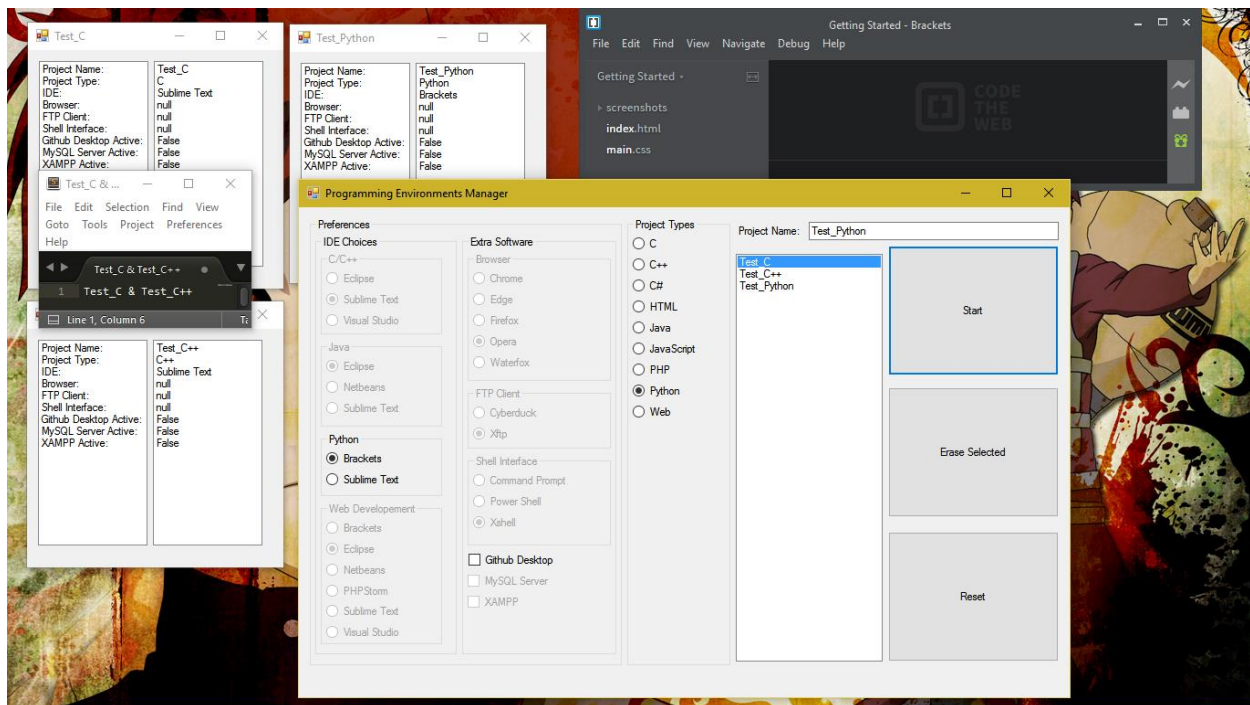 Test_C
Project Name: Test_C
Project Type: C
IDE: Sublime Text
Browser: null
FTP Client: null
Shell Interface: null
Github Desktop Active: False
MySQL Server Active: False
XAMPP Active: False
Test_Python
Project Name: Test_Python
Project Type: Python
IDE: Brackets
Browser: null
FTP Client: null
Shell Interface: null
Github Desktop Active: False
MySQL Server Active: False
XAMPP Active: False
Getting Started - Brackets
File Edit Find View Navigate Debug Help
Getting Started
screenshots
index.html
main.css
CODE
THE
WEB
Test_C & ...
File Edit Selection Find View
Goto Tools Project Preferences
Help
Test_C & Test_C++
1 Test_C & Test_C++
Line 1, Column 6
Project Name: Test_C++
Project Type: C++
IDE: Sublime Text
Browser: null
FTP Client: null
Shell Interface: null
Github Desktop Active: False
MySQL Server Active: False
XAMPP Active: False
Programming Environments Manager
Preferences
IDE Choices
C/C++
Eclipse
Sublime Text
Visual Studio
Java
Eclipse
Netbeans
Sublime Text
Python
Brackets
Sublime Text
Web Developement
Brackets
Eclipse
Netbeans
PHPStorm
Sublime Text
Visual Studio
Extra Software
Browser
Chrome
Edge
Firefox
Opera
Waterfox
FTP Client
Cyberduck
Xftp
Shell Interface
Command Prompt
Power Shell
Xshell
Github Desktop
MySQL Server
XAMPP
Project Types
C
C++
C#
HTML
Java
JavaScript
PHP
Python
Web
Project Name: Test_Python
Test_C
Test_C++
Test_Python
Start
Erase Selected
Reset